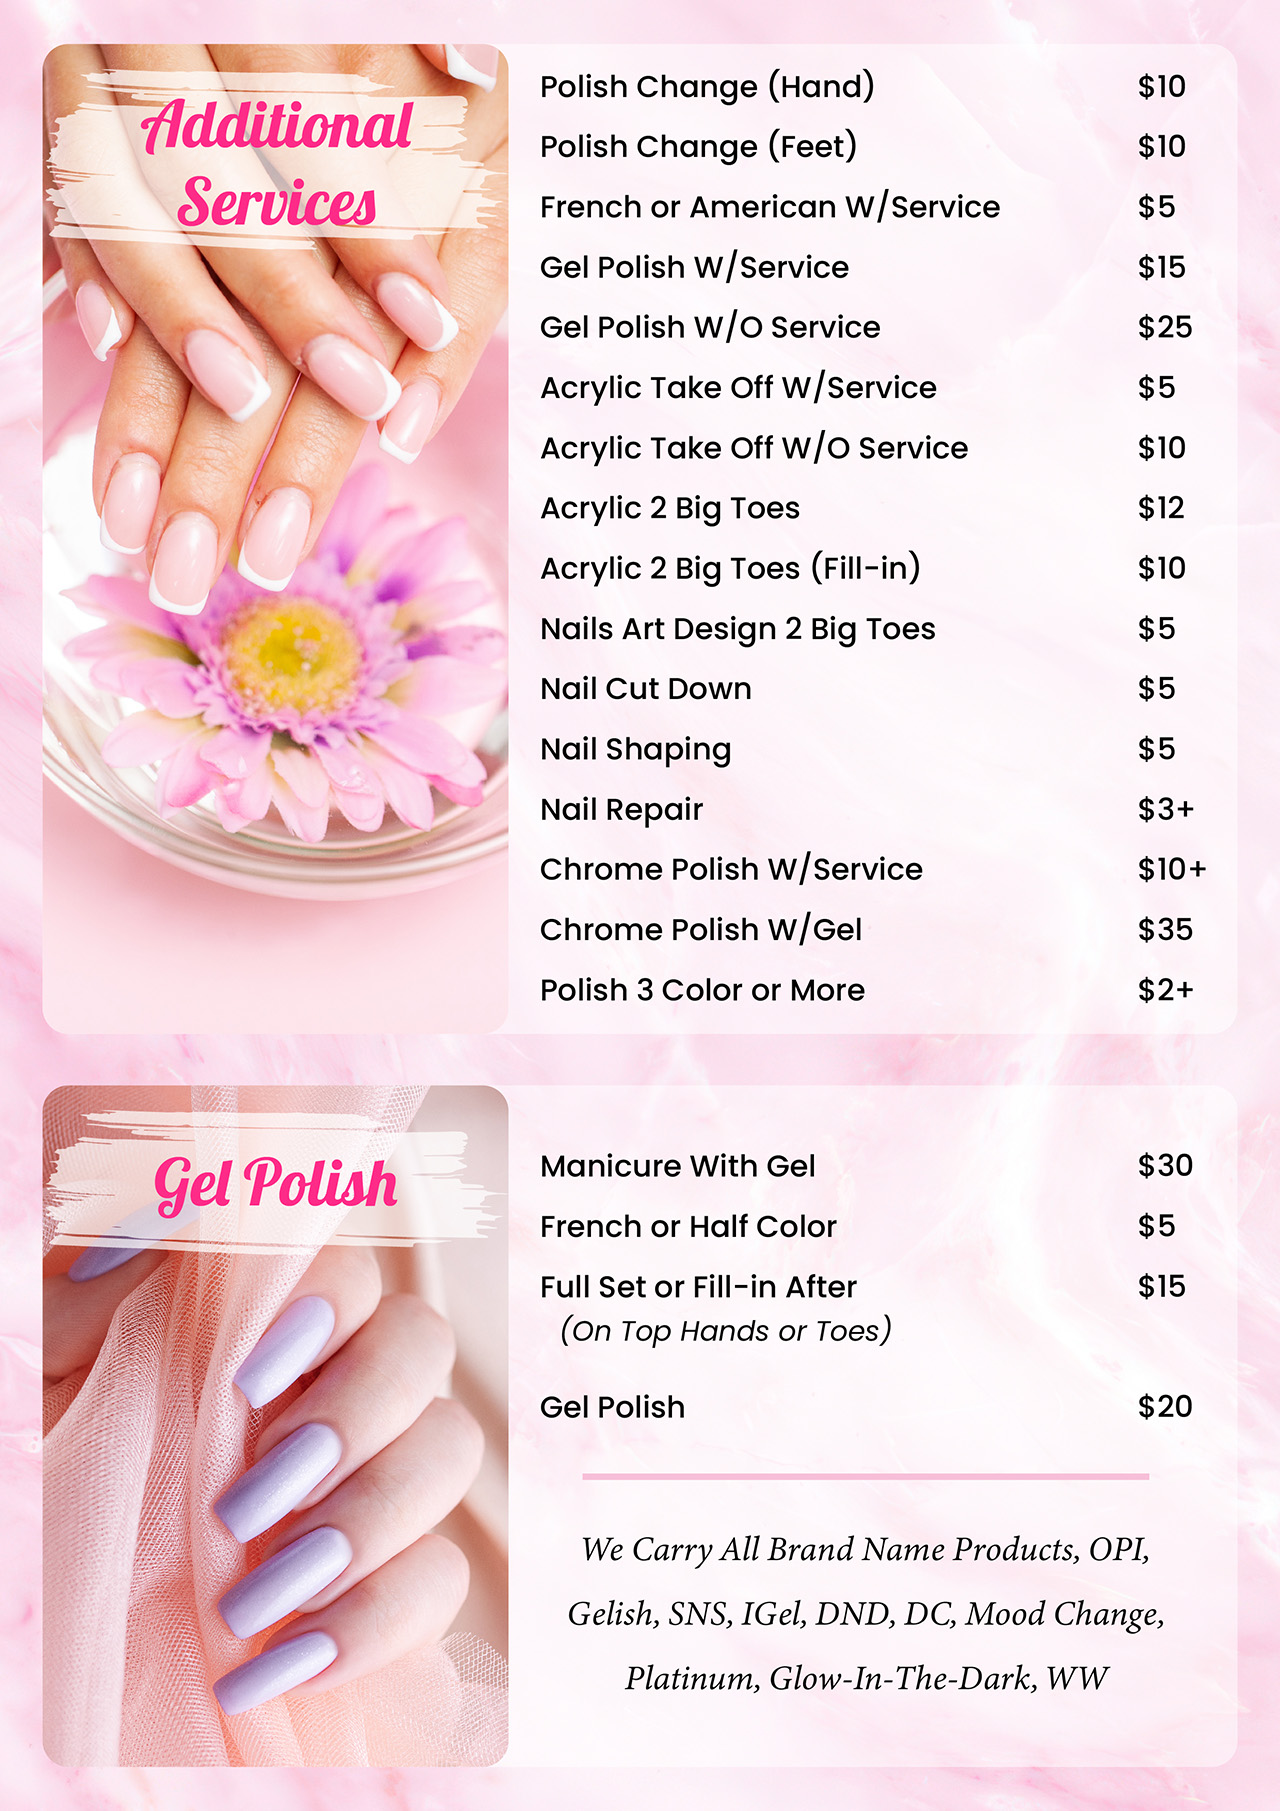 Additional
Services
Polish Change (Hand) $10
Polish Change (Feet) $10
French or American W/Service $5
Gel Polish W/Service $15
Gel Polish W/O Service $25
Acrylic Take Off W/Service $5
Acrylic Take Off W/O Service $10
Acrylic 2 Big Toes $12
Acrylic 2 Big Toes (Fill-in) $10
Nails Art Design 2 Big Toes $5
Nail Cut Down $5
Nail Shaping $5
Nail Repair $3+
Chrome Polish W/Service $10+
Chrome Polish W/Gel $35
Polish 3 Color or More $2+
Gel Polish
Manicure With Gel $30
French or Half Color $5
Full Set or Fill-in After $15
(On Top Hands or Toes)
Gel Polish $20
We Carry All Brand Name Products, OPI,
Gelish, SNS, IGel, DND, DC, Mood Change,
Platinum, Glow-In-The-Dark, WW